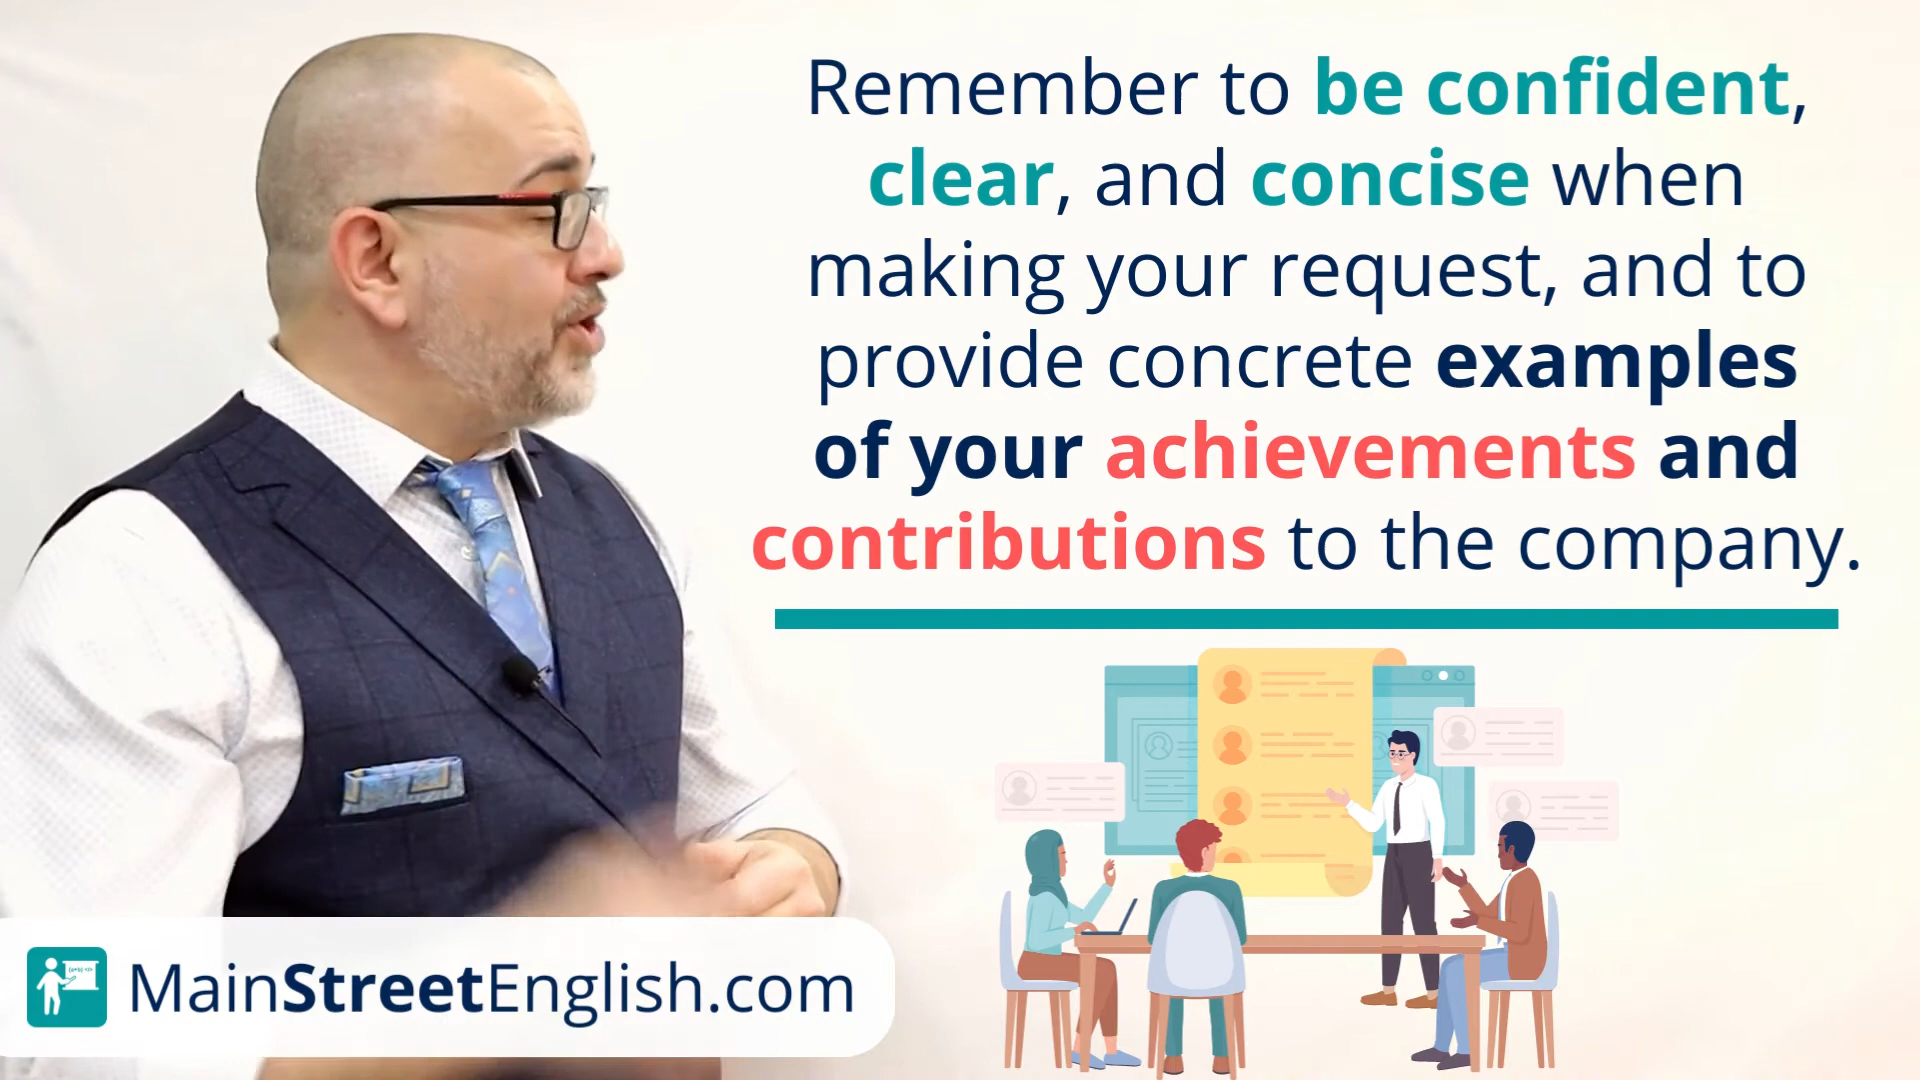 Remember to be confident,
clear, and concise when
making your request, and to
provide concrete examples
of your achievements and
contributions to the company.
MainStreetEnglish.com